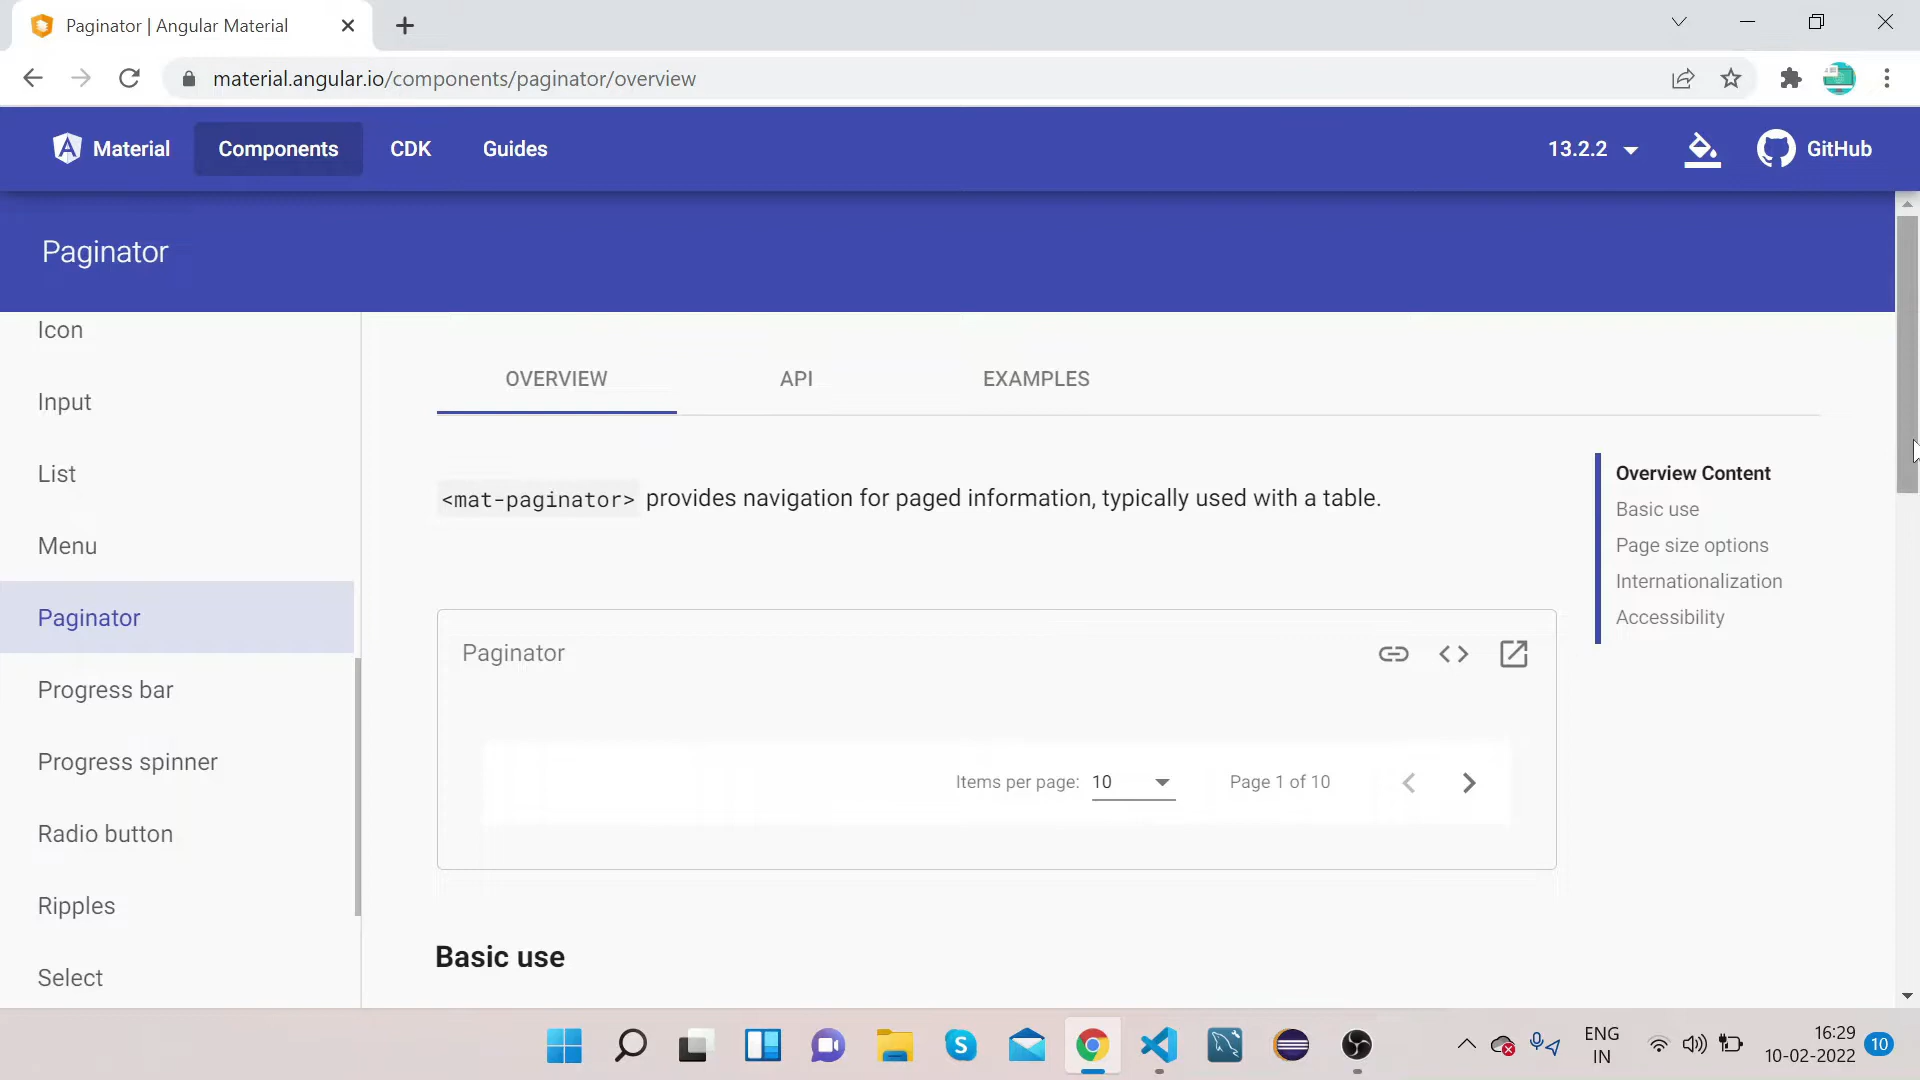 Paginator | Angular Material
material.angular.io/components/paginator/overview
Material
Components
CDK
Guides
13.2.2
GitHub
Paginator
Icon
Input
List
Menu
Paginator
Progress bar
Progress spinner
Radio button
Ripples
Select
OVERVIEW
API
EXAMPLES
<mat-paginator> provides navigation for paged information, typically used with a table.
Overview Content
Basic use
Page size options
Internationalization
Accessibility
Paginator
Items per page: 10
Page 1 of 10
Basic use
ENG
IN
16:29
10-02-2022
10